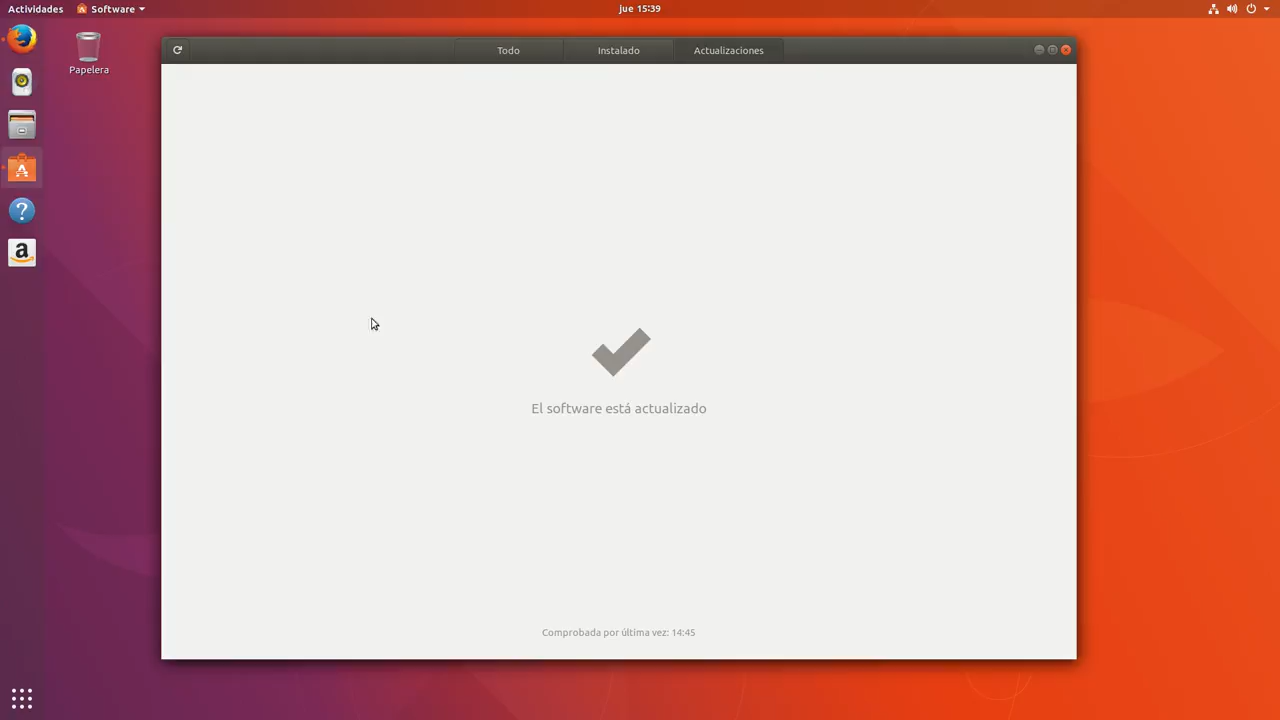 Actividades
Software
jue 15:39
Papelera
Todo
Instalado
Actualizaciones
El software está actualizado
Comprobada por última vez: 14:45